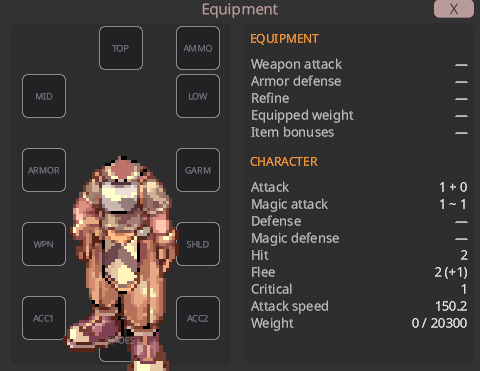 Equipment
X
TOP
AMMO
MID
LOW
ARMOR
GARM
WPN
SHLD
ACC1
ACC2
EQUIPMENT
Weapon attack —
Armor defense —
Refine —
Equipped weight —
Item bonuses —
CHARACTER
Attack 1 + 0
Magic attack 1 ~ 1
Defense —
Magic defense —
Hit 2
Flee 2 (+1)
Critical 1
Attack speed 150.2
Weight 0 / 20300